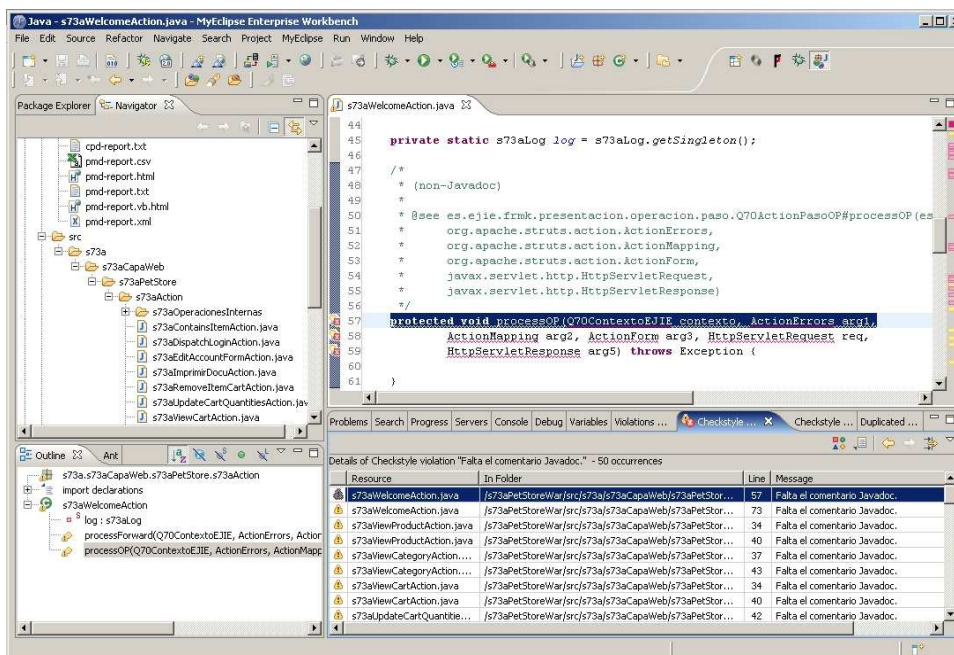 Java - s73aWelcomeAction.java - MyEclipse Enterprise Workbench
File Edit Source Refactor Navigate Search Project MyEclipse Run Window Help
Package Explorer Navigator
cpd-report.txt
pmd-report.csv
pmd-report.html
pmd-report.txt
pmd-report.vb.html
pmd-report.xml
src
s73a
s73aCapaWeb
s73aPetStore
s73aAction
s73aOperacionesInternas
s73aContainsItemAction.java
s73aDispatchLoginAction.java
s73aEditAccountFormAction.java
s73aImprimirDocuAction.java
s73aRemoveItemCartAction.java
s73aUpdateCartQuantitiesAction.jav
s73aViewCartAction.java
s73aWelcomeAction.java
44
45 private static s73aLog log = s73aLog.getSingleton();
46
47 /*
48 * (non-Javadoc)
49 *
50 * @see es.ejie.frmk.presentacion.operacion.paso.Q70ActionPasoOP#processOP(es
51 * org.apache.struts.action.ActionErrors,
52 * org.apache.struts.action.ActionMapping,
53 * org.apache.struts.action.ActionForm,
54 * javax.servlet.http.HttpServletRequest,
55 * javax.servlet.http.HttpServletResponse)
56 */
57 protected void processOP(Q70ContextoEJIE contexto, ActionErrors arg1,
58 ActionMapping arg2, ActionForm arg3, HttpServletRequest req,
59 HttpServletResponse arg5) throws Exception {
60
61 }
Outline Ant
s73a.s73aCapaWeb.s73aPetStore.s73aAction
import declarations
s73aWelcomeAction
S log : s73aLog
processForward(Q70ContextoEJIE, ActionErrors, Action
processOP(Q70ContextoEJIE, ActionErrors, ActionMapp
Problems Search Progress Servers Console Debug Variables Violations ... Checkstyle ... Checkstyle ... Duplicated ...
Details of Checkstyle violation "Falta el comentario Javadoc." - 50 occurrences
Resource In Folder Line Message
s73aWelcomeAction.java /s73aPetStoreWar/src/s73a/s73aCapaWeb/s73aPetStor... 57 Falta el comentario Javadoc.
s73aWelcomeAction.java /s73aPetStoreWar/src/s73a/s73aCapaWeb/s73aPetStor... 73 Falta el comentario Javadoc.
s73aViewProductAction.java /s73aPetStoreWar/src/s73a/s73aCapaWeb/s73aPetStor... 34 Falta el comentario Javadoc.
s73aViewProductAction.java /s73aPetStoreWar/src/s73a/s73aCapaWeb/s73aPetStor... 40 Falta el comentario Javadoc.
s73aViewCategoryAction.... /s73aPetStoreWar/src/s73a/s73aCapaWeb/s73aPetStor... 37 Falta el comentario Javadoc.
s73aViewCategoryAction.... /s73aPetStoreWar/src/s73a/s73aCapaWeb/s73aPetStor... 43 Falta el comentario Javadoc.
s73aViewCartAction.java /s73aPetStoreWar/src/s73a/s73aCapaWeb/s73aPetStor... 34 Falta el comentario Javadoc.
s73aViewCartAction.java /s73aPetStoreWar/src/s73a/s73aCapaWeb/s73aPetStor... 40 Falta el comentario Javadoc.
s73aUpdateCartQuantitie... /s73aPetStoreWar/src/s73a/s73aCapaWeb/s73aPetStor... 42 Falta el comentario Javadoc.